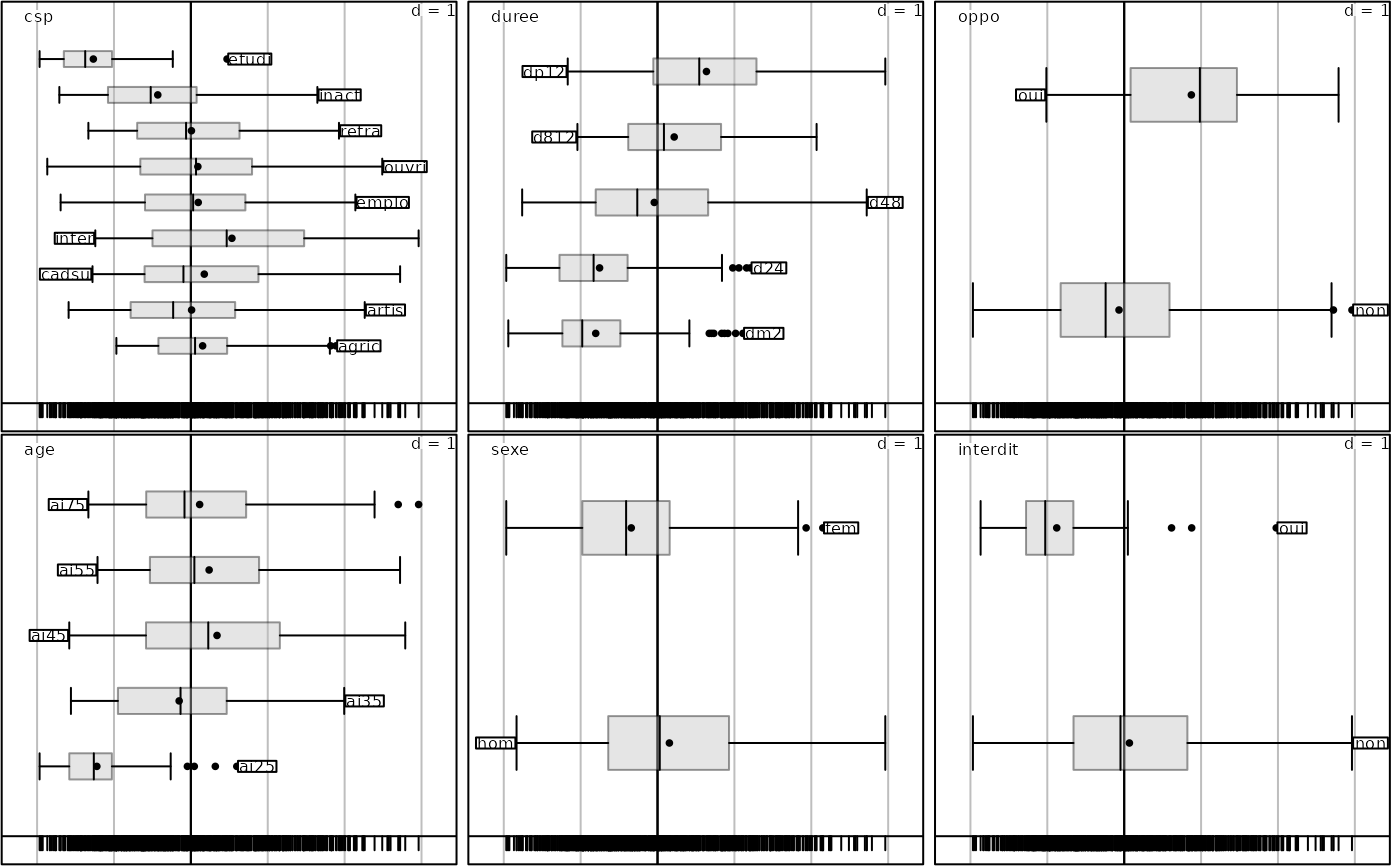 csp
d = 1
etudi
inact
retra
ouvri
emplo
inter
cadsu
artis
agric
duree
d = 1
dp12
d812
d48
d24
dm2
oppo
d = 1
oui
non
age
d = 1
ai75
ai55
ai45
ai35
ai25
sexe
d = 1
fem
hom
interdit
d = 1
oui
non